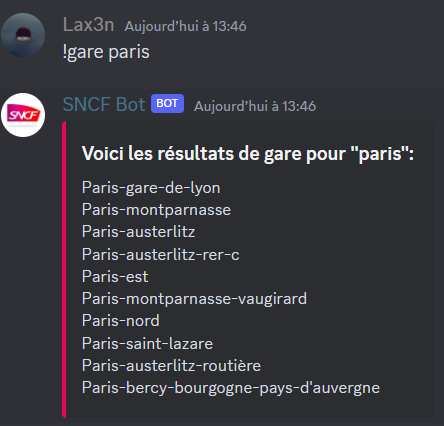 Lax3n Aujourd'hui à 13:46
!gare paris
SNCF
SNCF Bot BOT Aujourd'hui à 13:46
Voici les résultats de gare pour "paris":
Paris-gare-de-lyon
Paris-montparnasse
Paris-austerlitz
Paris-austerlitz-rer-c
Paris-est
Paris-montparnasse-vaugirard
Paris-nord
Paris-saint-lazare
Paris-austerlitz-routière
Paris-bercy-bourgogne-pays-d'auvergne